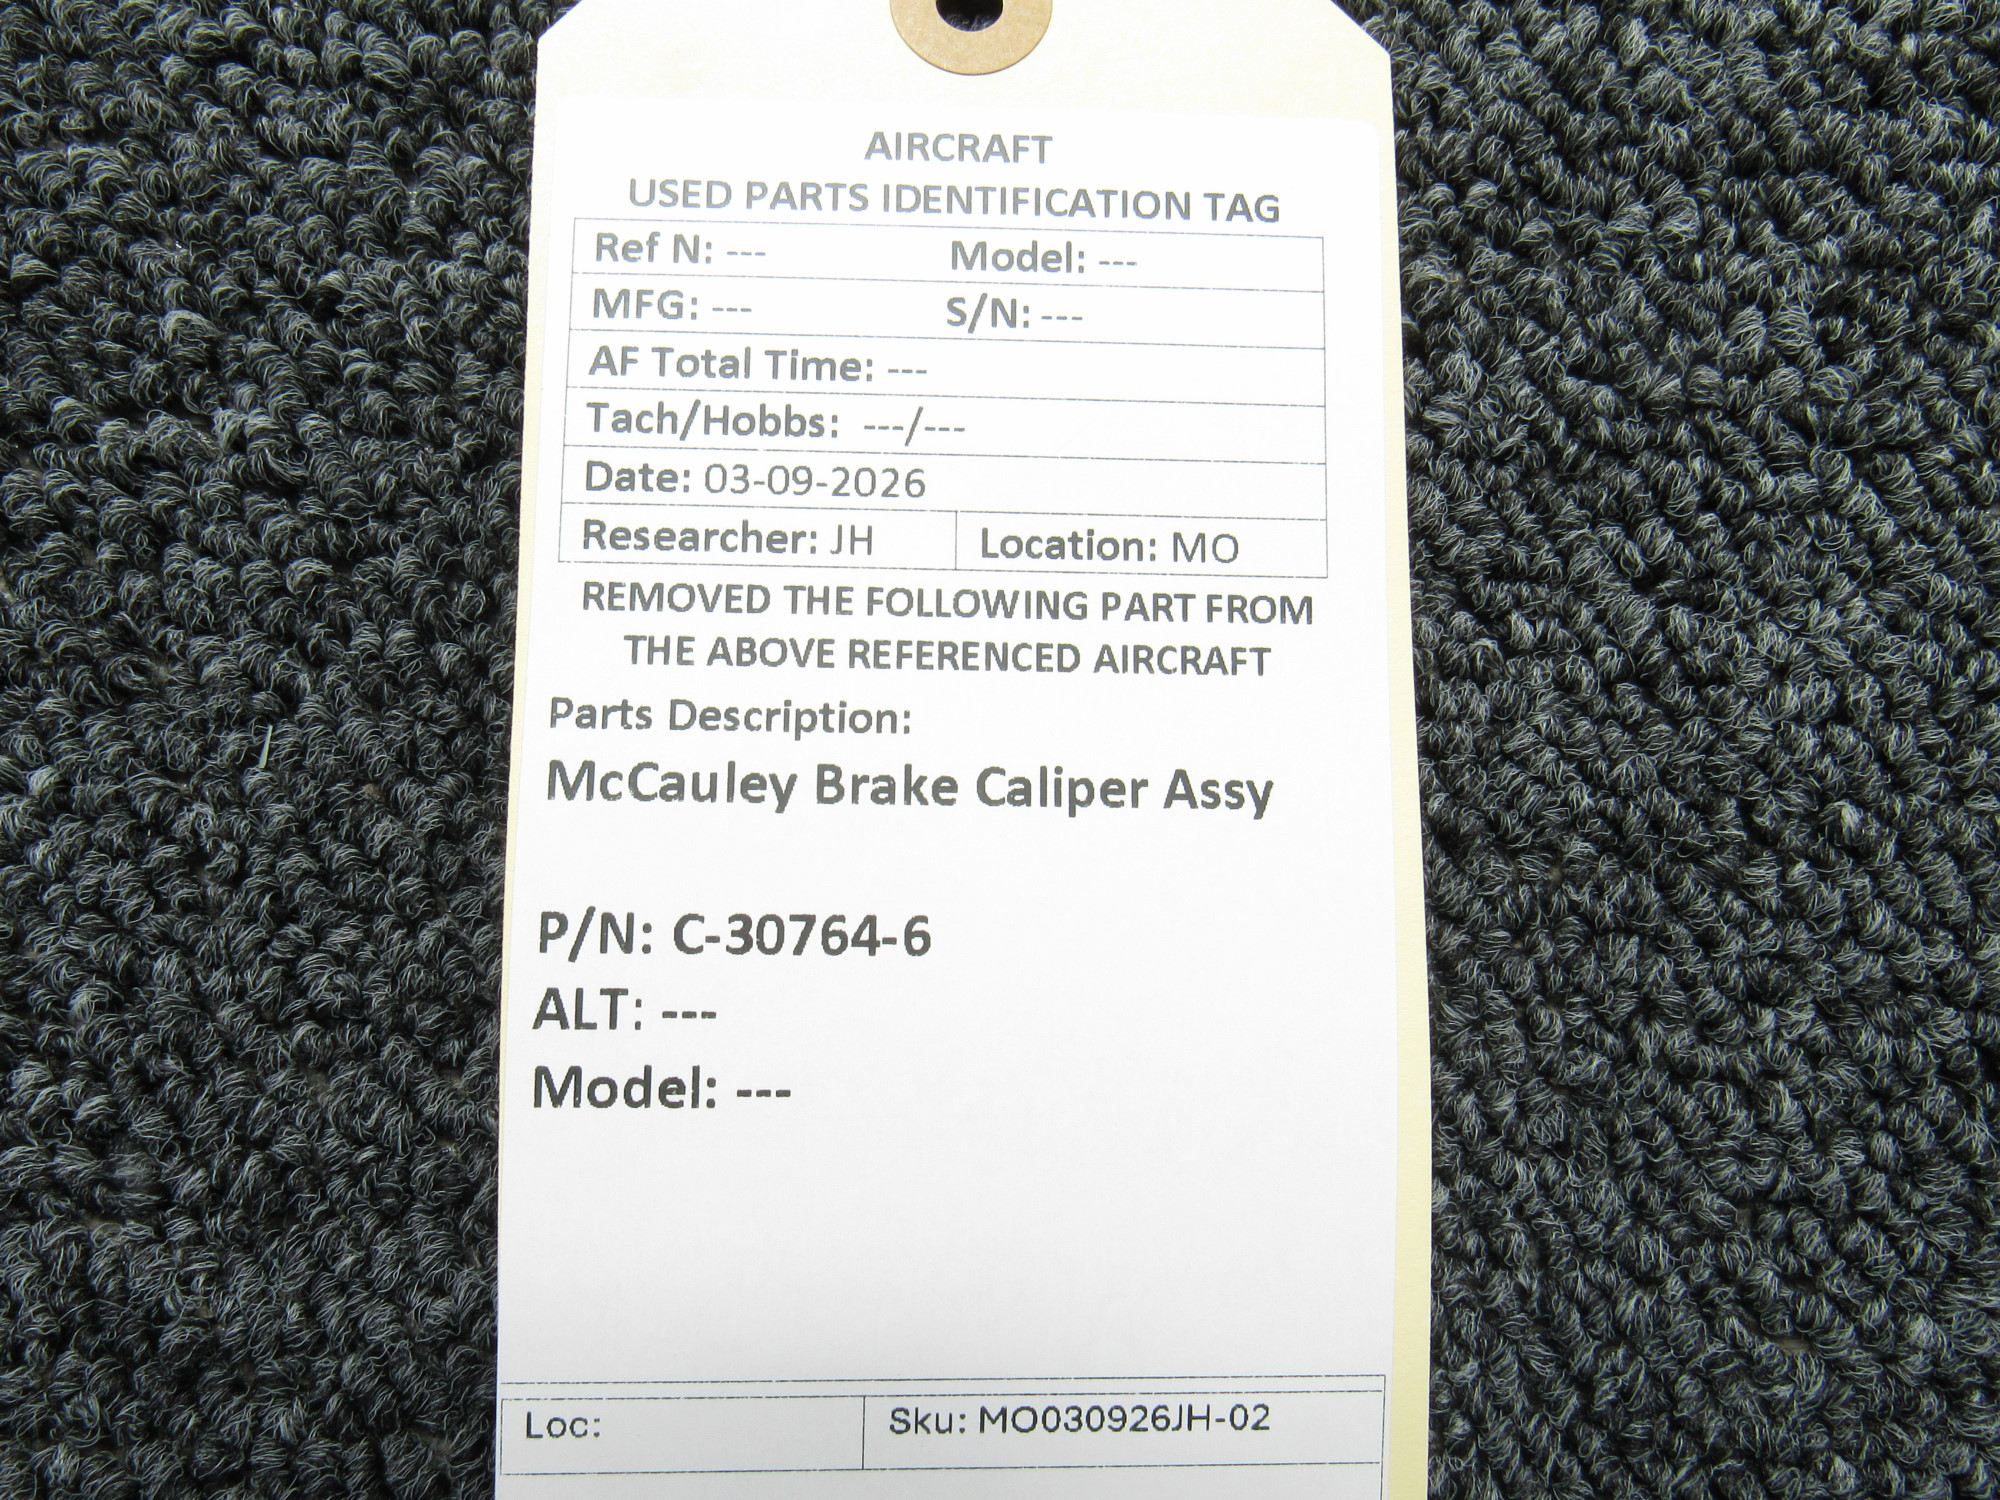 AIRCRAFT
USED PARTS IDENTIFICATION TAG
Ref N: --- Model: ---
MFG: --- S/N: ---
AF Total Time: ---
Tach/Hobbs: ---/---
Date: 03-09-2026
Researcher: JH Location: MO
REMOVED THE FOLLOWING PART FROM
THE ABOVE REFERENCED AIRCRAFT
Parts Description:
McCauley Brake Caliper Assy
P/N: C-30764-6
ALT: ---
Model: ---
Loc: Sku: MO030926JH-02